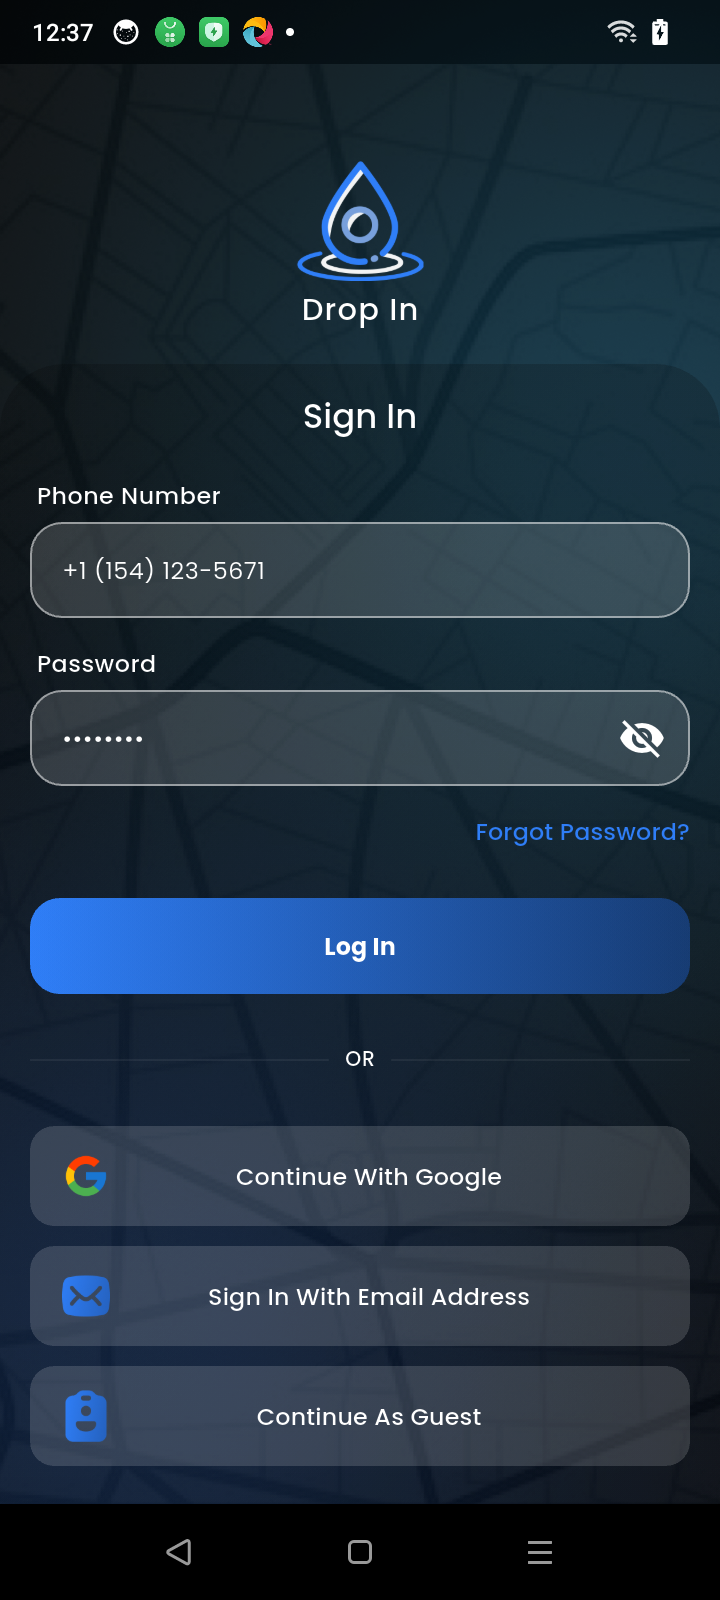 12:37
Drop In
Sign In
Phone Number
+1 (154) 123-5671
Password
••••••••
Forgot Password?
Log In
OR
Continue With Google
Sign In With Email Address
Continue As Guest